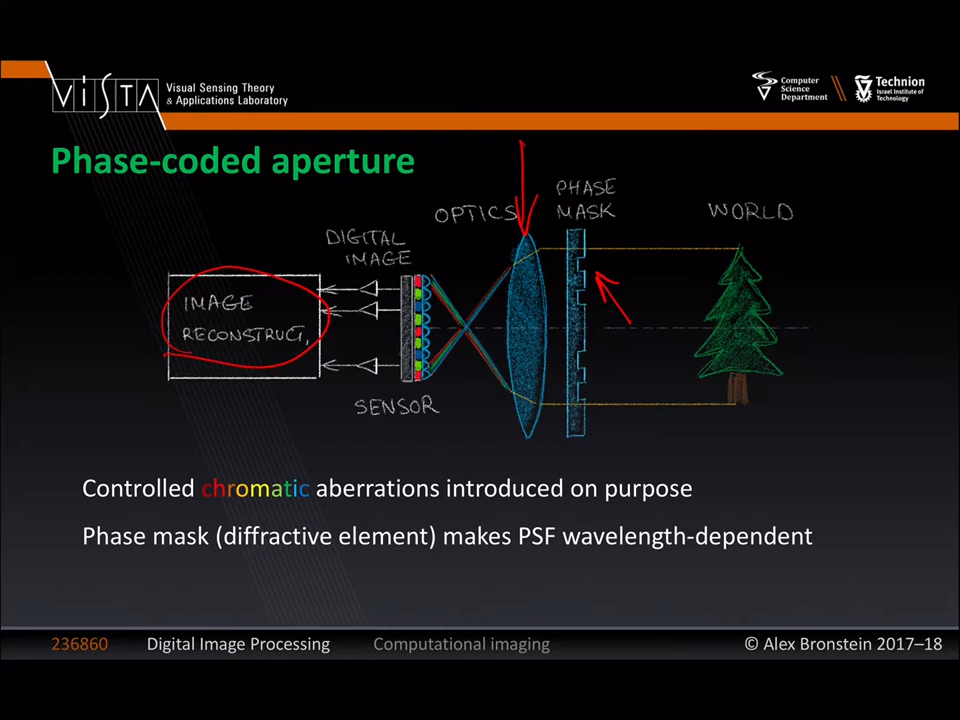 VISTA
Visual Sensing Theory
& Applications Laboratory
Computer
Science
Department
Technion
Israel Institute of
Technology
Phase-coded aperture
PHASE
MASK
OPTICS
WORLD
DIGITAL
IMAGE
IMAGE
RECONSTRUCT,
SENSOR
Controlled chromatic aberrations introduced on purpose
Phase mask (diffractive element) makes PSF wavelength-dependent
236860 Digital Image Processing Computational imaging © Alex Bronstein 2017–18